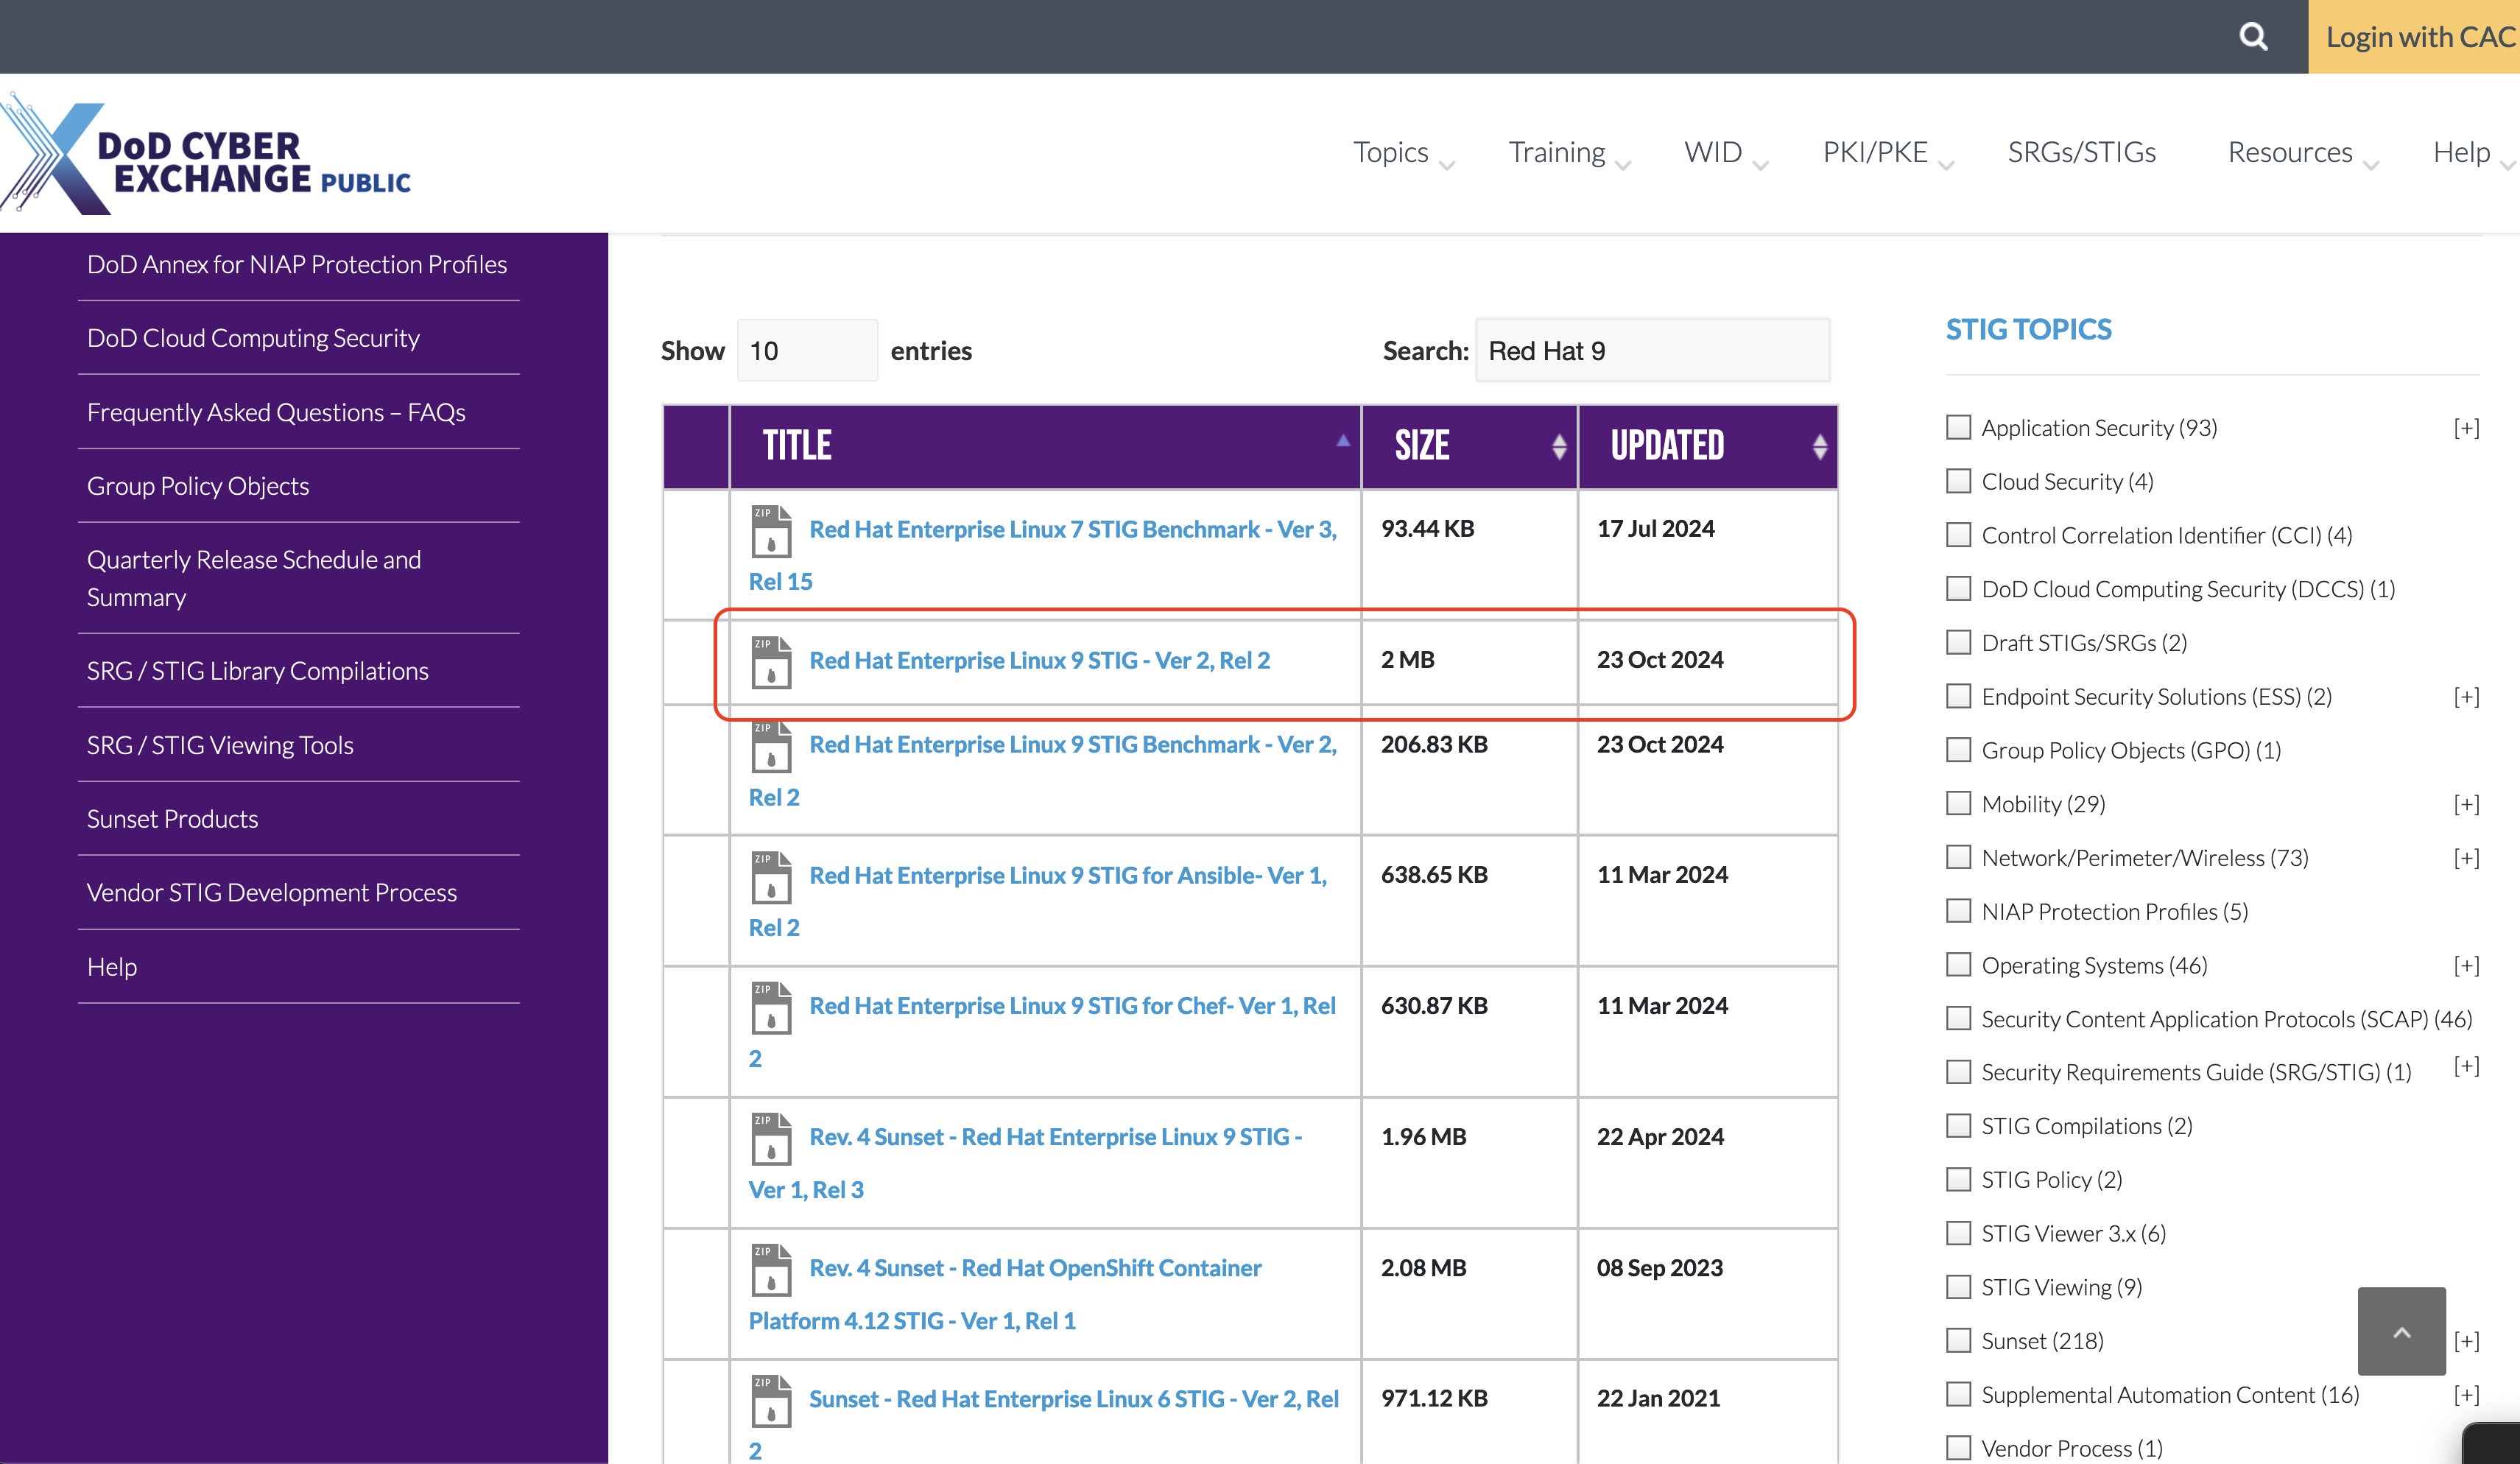 Login with CAC
DoD CYBER
EXCHANGE PUBLIC
Topics
Training
WID
PKI/PKE
SRGs/STIGs
Resources
Help
DoD Annex for NIAP Protection Profiles
DoD Cloud Computing Security
Frequently Asked Questions – FAQs
Group Policy Objects
Quarterly Release Schedule and
Summary
SRG / STIG Library Compilations
SRG / STIG Viewing Tools
Sunset Products
Vendor STIG Development Process
Help
Show 10 entries
Search: Red Hat 9
TITLE SIZE UPDATED
ZIP Red Hat Enterprise Linux 7 STIG Benchmark - Ver 3, 93.44 KB 17 Jul 2024
Rel 15
ZIP Red Hat Enterprise Linux 9 STIG - Ver 2, Rel 2 2 MB 23 Oct 2024
ZIP Red Hat Enterprise Linux 9 STIG Benchmark - Ver 2, 206.83 KB 23 Oct 2024
Rel 2
ZIP Red Hat Enterprise Linux 9 STIG for Ansible- Ver 1, 638.65 KB 11 Mar 2024
Rel 2
ZIP Red Hat Enterprise Linux 9 STIG for Chef- Ver 1, Rel 630.87 KB 11 Mar 2024
2
ZIP Rev. 4 Sunset - Red Hat Enterprise Linux 9 STIG - 1.96 MB 22 Apr 2024
Ver 1, Rel 3
ZIP Rev. 4 Sunset - Red Hat OpenShift Container 2.08 MB 08 Sep 2023
Platform 4.12 STIG - Ver 1, Rel 1
ZIP Sunset - Red Hat Enterprise Linux 6 STIG - Ver 2, Rel 971.12 KB 22 Jan 2021
2
STIG TOPICS
Application Security (93) [+]
Cloud Security (4)
Control Correlation Identifier (CCI) (4)
DoD Cloud Computing Security (DCCS) (1)
Draft STIGs/SRGs (2)
Endpoint Security Solutions (ESS) (2) [+]
Group Policy Objects (GPO) (1)
Mobility (29) [+]
Network/Perimeter/Wireless (73) [+]
NIAP Protection Profiles (5)
Operating Systems (46) [+]
Security Content Application Protocols (SCAP) (46)
Security Requirements Guide (SRG/STIG) (1) [+]
STIG Compilations (2)
STIG Policy (2)
STIG Viewer 3.x (6)
STIG Viewing (9)
Sunset (218) [+]
Supplemental Automation Content (16) [+]
Vendor Process (1)